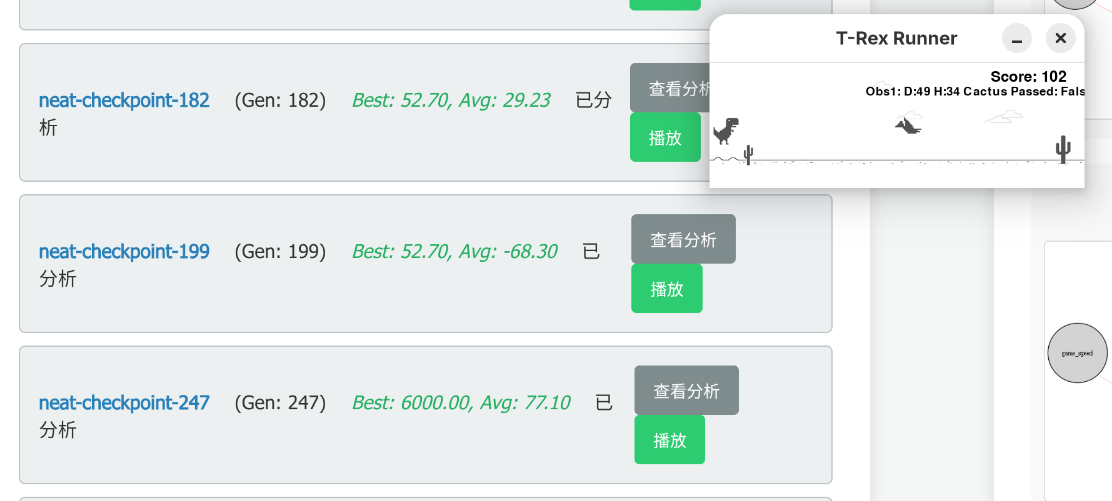 T-Rex Runner
Score: 102
Obs1: D:49 H:34 Cactus Passed: Fals
neat-checkpoint-182 (Gen: 182) Best: 52.70, Avg: 29.23 已分
析
查看分析
播放
neat-checkpoint-199 (Gen: 199) Best: 52.70, Avg: -68.30 已
分析
查看分析
播放
neat-checkpoint-247 (Gen: 247) Best: 6000.00, Avg: 77.10 已
分析
查看分析
播放
game_speed